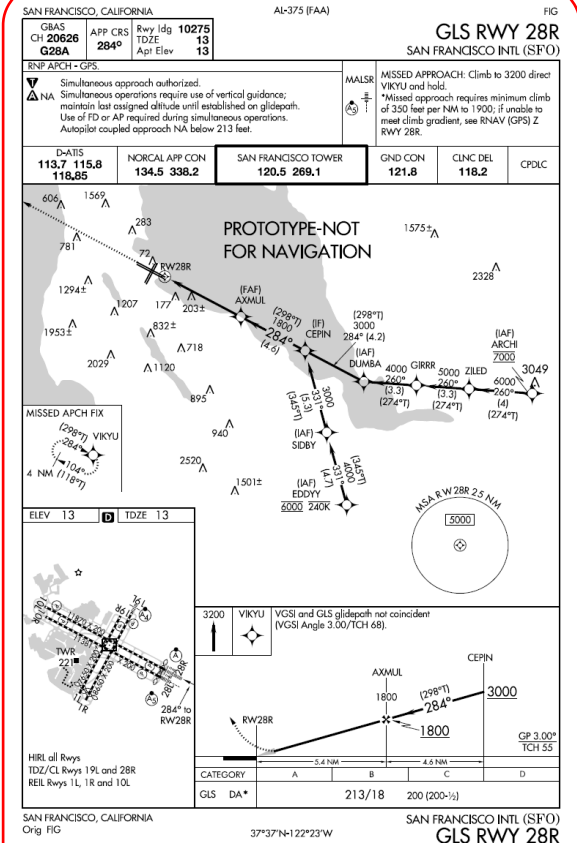 SAN FRANCISCO, CALIFORNIA
AL-375 (FAA)
FIG
GBAS
CH 20626
G28A
APP CRS
284°
Rwy ldg 10275
TDZE 13
Apt Elev 13
GLS RWY 28R
SAN FRANCISCO INTL (SFO)
RNP APCH - GPS.
T
A NA
Simultaneous approach authorized.
Simultaneous operations require use of vertical guidance;
maintain last assigned altitude until established on glidepath.
Use of FD or AP required during simultaneous operations.
Autopilot coupled approach NA below 213 feet.
MALSR
A5
MISSED APPROACH: Climb to 3200 direct
VIKYU and hold.
*Missed approach requires minimum climb
of 350 feet per NM to 1900; if unable to
meet climb gradient, see RNAV (GPS) Z
RWY 28R.
D-ATIS
113.7 115.8
118.85
NORCAL APP CON
134.5 338.2
SAN FRANCISCO TOWER
120.5 269.1
GND CON
121.8
CLNC DEL
118.2
CPDLC
606
1569
283
781
72
RW28R
PROTOTYPE-NOT
FOR NAVIGATION
1575±
2328
1294±
1207
177
203±
1953±
832±
2029
718
1120
895
940
2520
1501±
(FAF)
AXMUL
(298°T)
1800
284°
(4.6)
(IF)
CEPIN
(298°T)
3000
284° (4.2)
(IAF)
DUMBA
4000
260°
(3.3)
(274°T)
GIRRR
5000
260°
(3.3)
(274°T)
ZILED
6000
260°
(4)
(274°T)
(IAF)
ARCHI
7000
3049
3000
331°
(5.3)
(345°T)
(IAF)
SIDBY
(345°T)
4000
331°
(4.7)
(IAF)
EDDYY
6000 240K
MISSED APCH FIX
(298°T)
284°
VIKYU
104°
4 NM (118°T)
MSA RW28R 25 NM
5000
ELEV 13
D
TDZE 13
TWR
221
11870 X 200
284° to
RW28R
HIRL all Rwys
TDZ/CL Rwys 19L and 28R
REIL Rwys 1L, 1R and 10L
3200
VIKYU
VGSI and GLS glidepath not coincident
(VGSI Angle 3.00/TCH 68).
CEPIN
AXMUL
1800
(298°T)
284°
3000
RW28R
1800
GP 3.00°
TCH 55
5.4 NM
4.6 NM
CATEGORY A B C D
GLS DA* 213/18 200 (200-½)
SAN FRANCISCO, CALIFORNIA
Orig FIG
37°37'N-122°23'W
SAN FRANCISCO INTL (SFO)
GLS RWY 28R